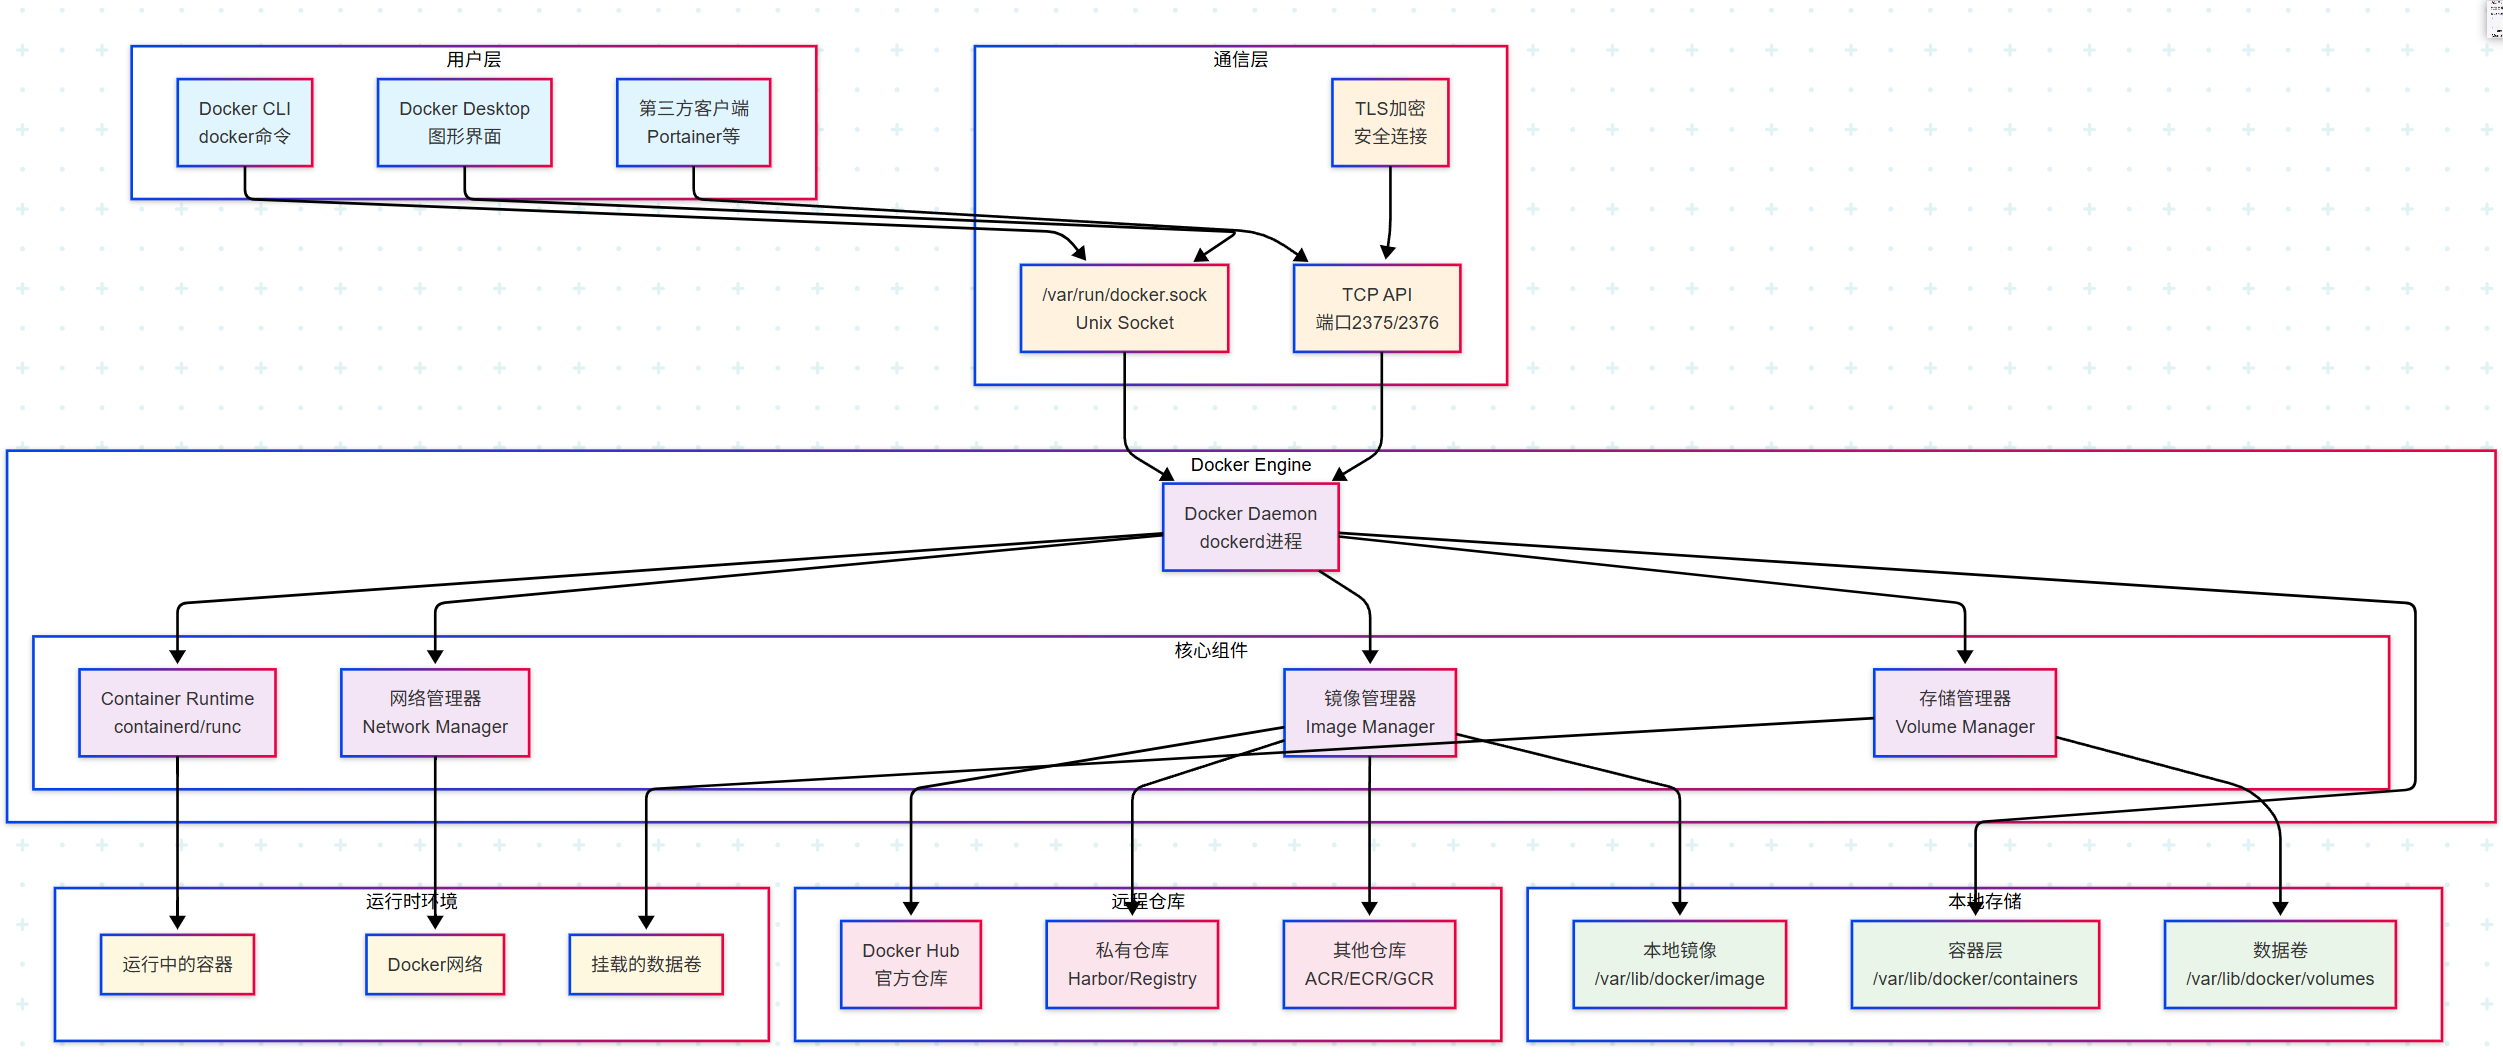 用户层
Docker CLI
docker命令
Docker Desktop
图形界面
第三方客户端
Portainer等
通信层
TLS加密
安全连接
/var/run/docker.sock
Unix Socket
TCP API
端口2375/2376
Docker Engine
Docker Daemon
dockerd进程
核心组件
Container Runtime
containerd/runc
网络管理器
Network Manager
镜像管理器
Image Manager
存储管理器
Volume Manager
运行时环境
运行中的容器
Docker网络
挂载的数据卷
远程仓库
Docker Hub
官方仓库
私有仓库
Harbor/Registry
其他仓库
ACR/ECR/GCR
本地存储
本地镜像
/var/lib/docker/image
容器层
/var/lib/docker/containers
数据卷
/var/lib/docker/volumes